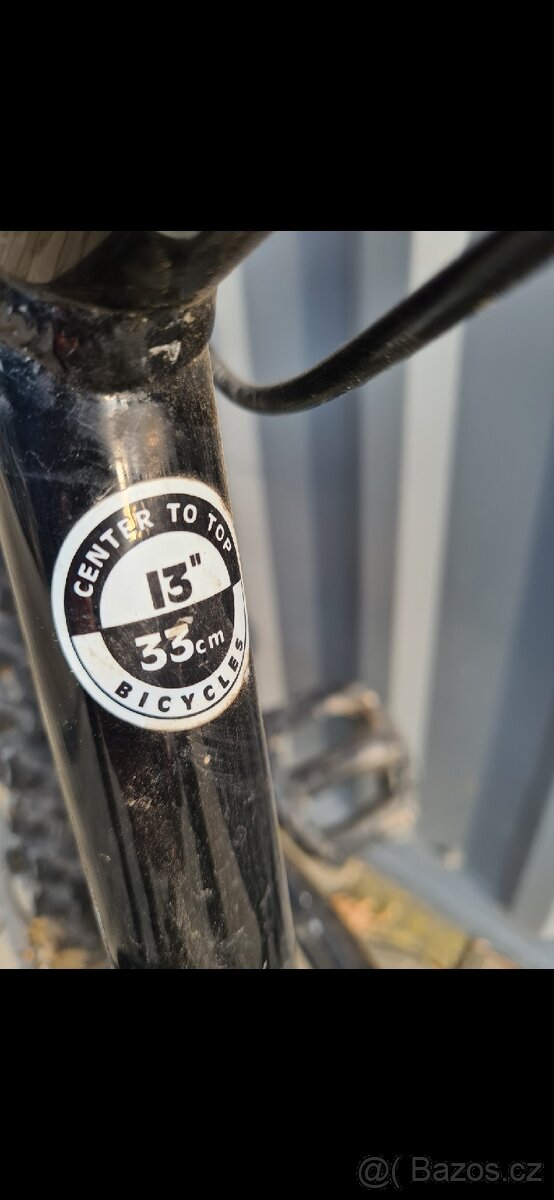 CENTER TO TOP
13"
33cm
BICYCLES
@( Bazos.cz